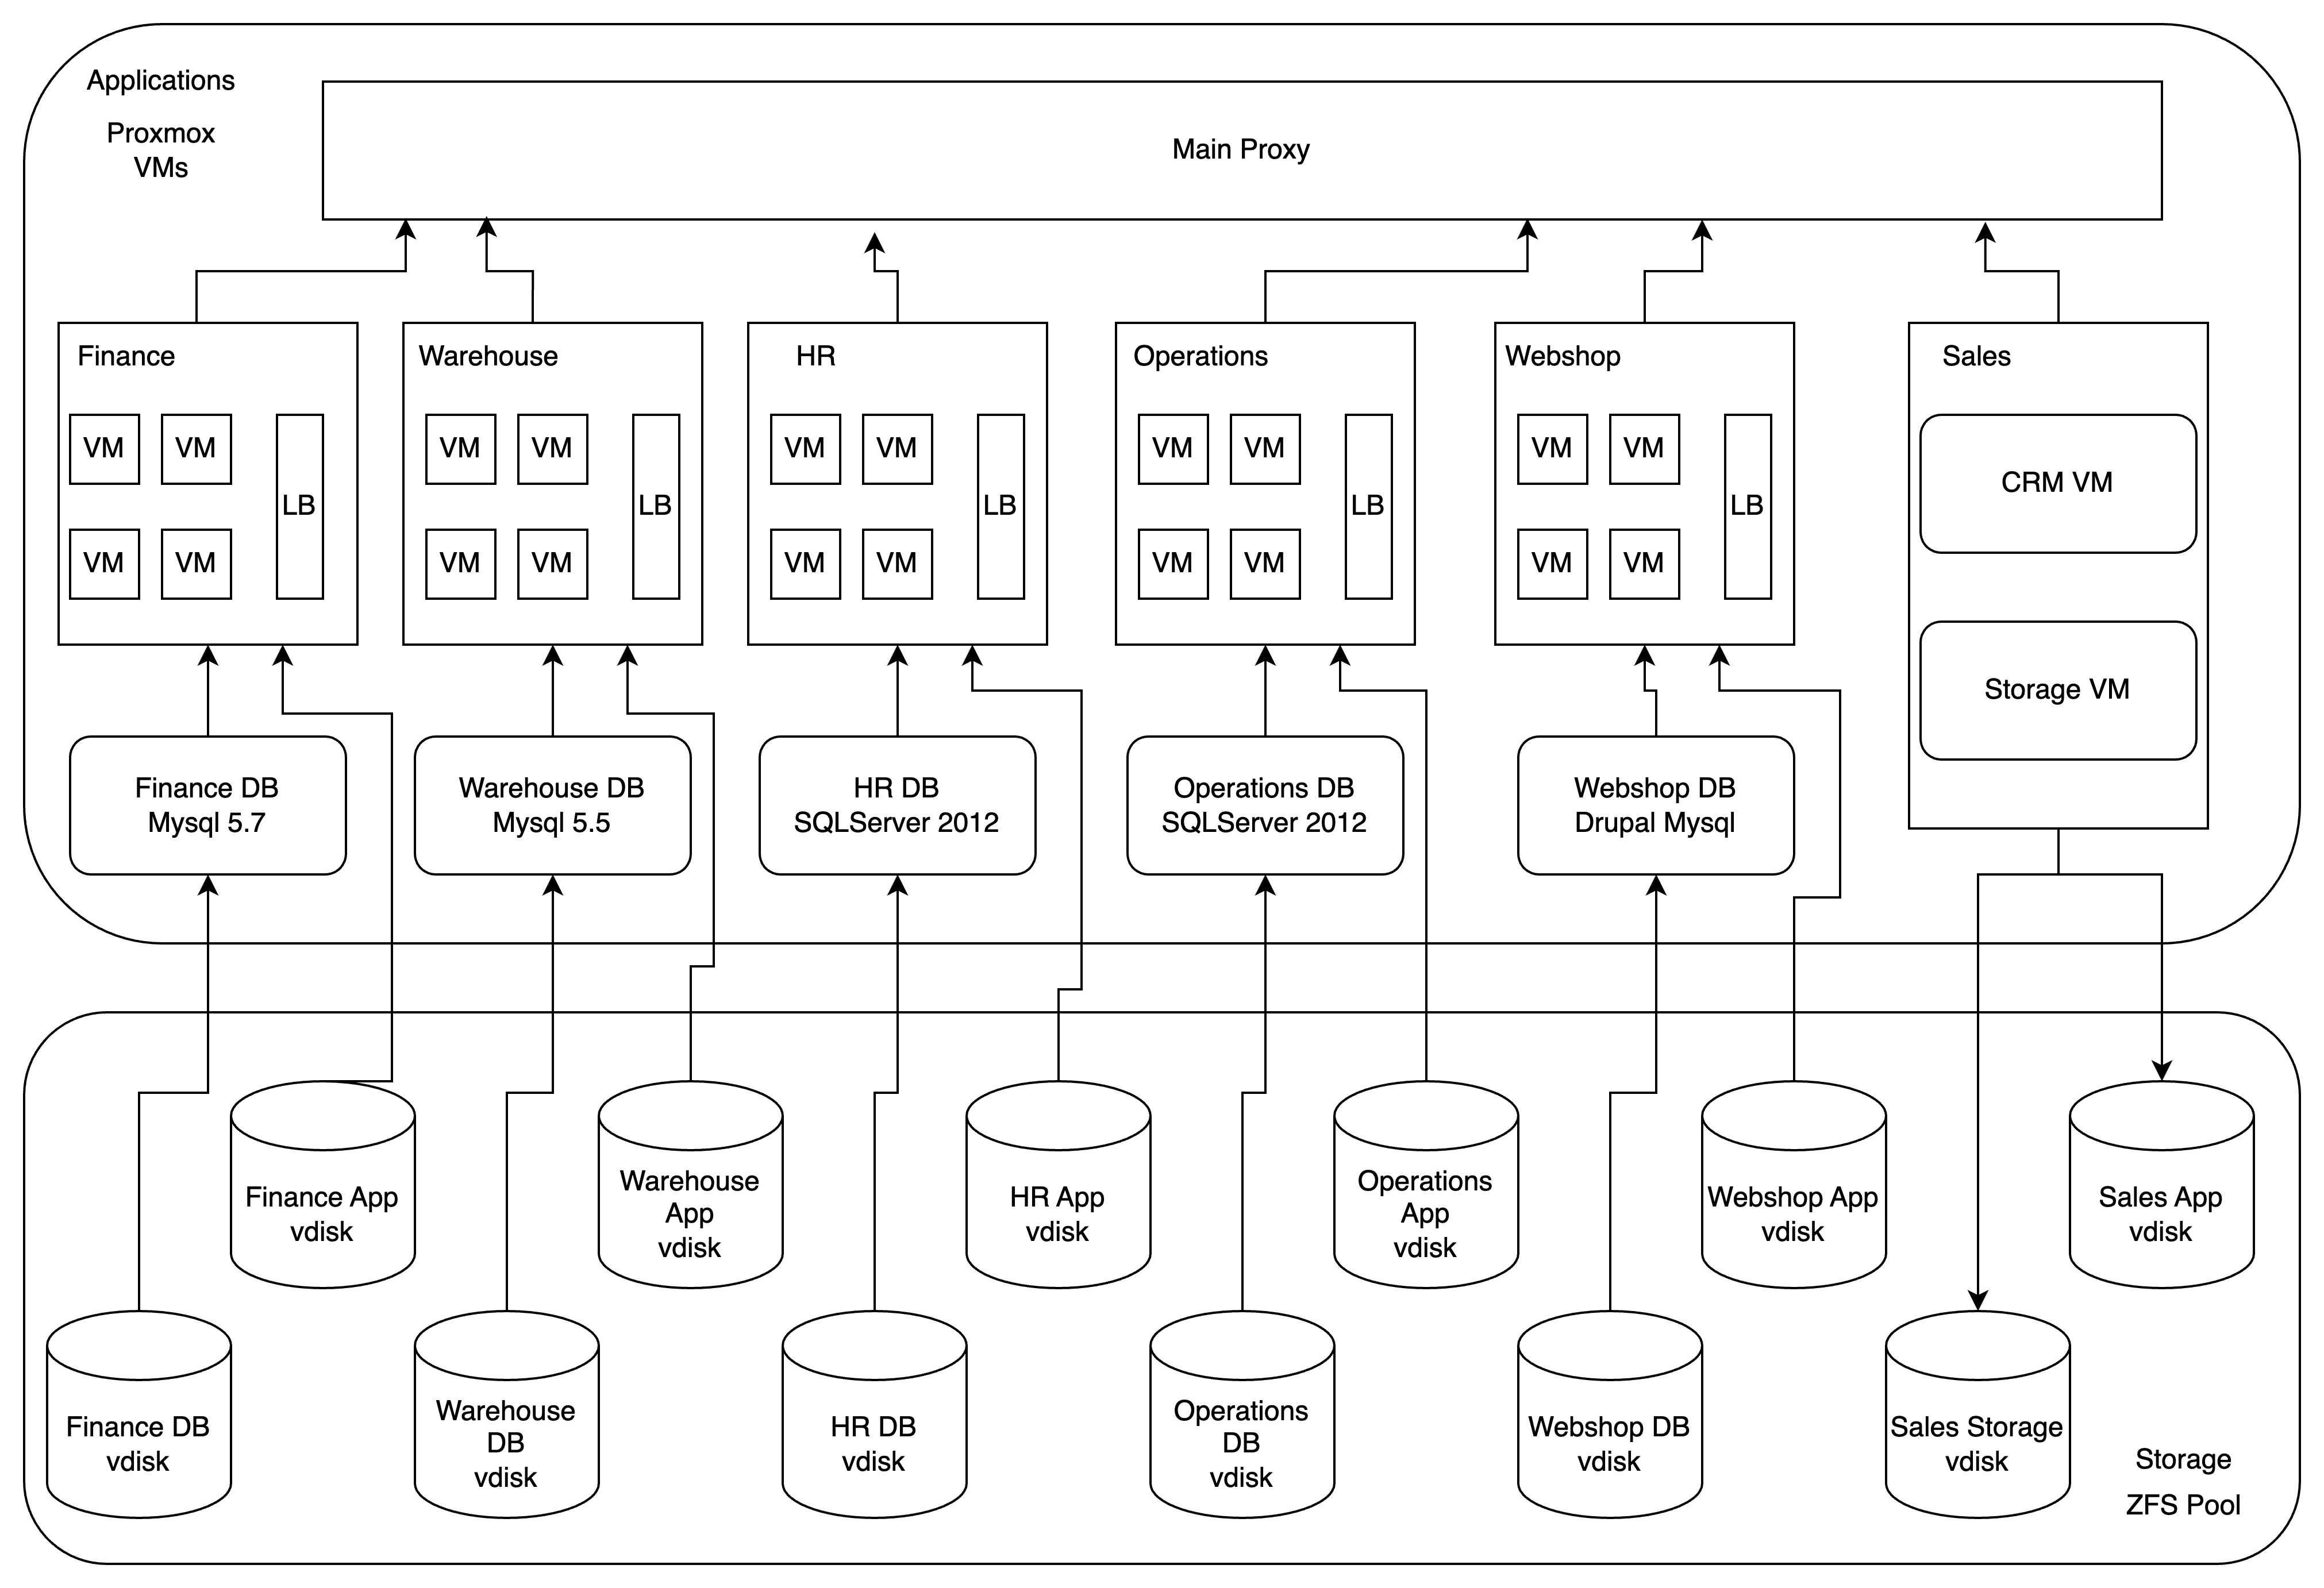 Applications
Proxmox
VMs
Main Proxy
Finance
VM
VM
VM
VM
LB
Warehouse
VM
VM
VM
VM
LB
HR
VM
VM
VM
VM
LB
Operations
VM
VM
VM
VM
LB
Webshop
VM
VM
VM
VM
LB
Sales
CRM VM
Storage VM
Finance DB
Mysql 5.7
Warehouse DB
Mysql 5.5
HR DB
SQLServer 2012
Operations DB
SQLServer 2012
Webshop DB
Drupal Mysql
Finance App
vdisk
Warehouse
App
vdisk
HR App
vdisk
Operations
App
vdisk
Webshop App
vdisk
Sales App
vdisk
Finance DB
vdisk
Warehouse
DB
vdisk
HR DB
vdisk
Operations
DB
vdisk
Webshop DB
vdisk
Sales Storage
vdisk
Storage
ZFS Pool